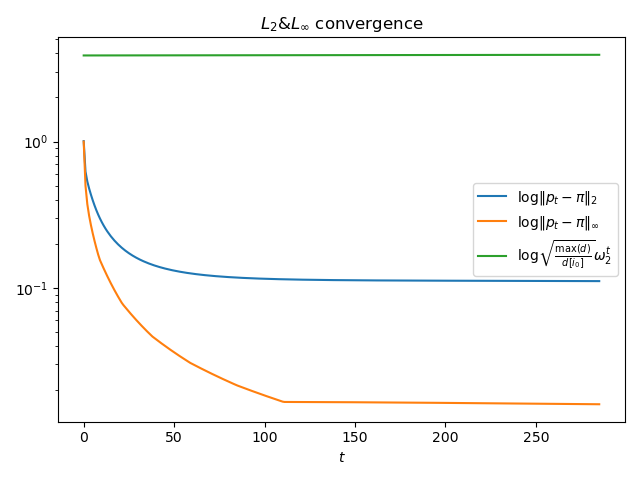 L₂&L∞ convergence
10⁰
10⁻¹
log‖pₜ − π‖₂
log‖pₜ − π‖∞
log√(max(d)/d[i₀]) ω₂ᵗ
0 50 100 150 200 250
t